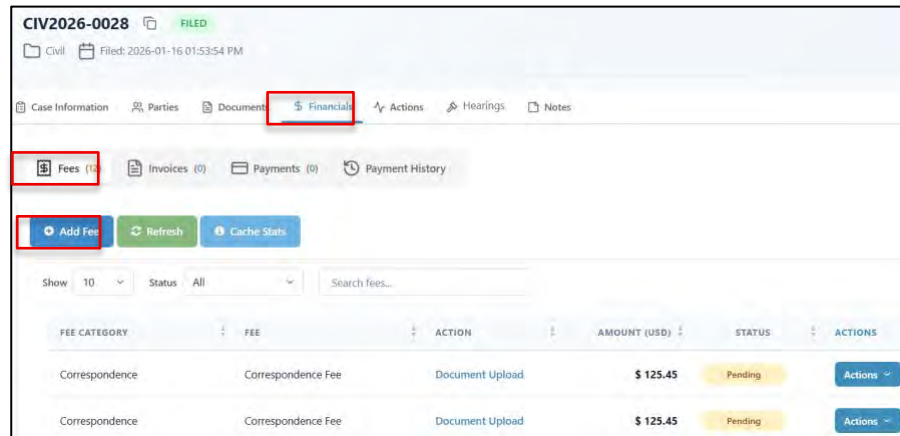 CIV2026-0028 FILED
Civil Filed: 2026-01-16 01:53:54 PM
Case Information Parties Documents $ Financials Actions Hearings Notes
$ Fees (12) Invoices (0) Payments (0) Payment History
Add Fee Refresh Cache Stats
Show 10 Status All Search fees...
FEE CATEGORY FEE ACTION AMOUNT (USD) STATUS ACTIONS
Correspondence Correspondence Fee Document Upload $ 125.45 Pending Actions
Correspondence Correspondence Fee Document Upload $ 125.45 Pending Actions